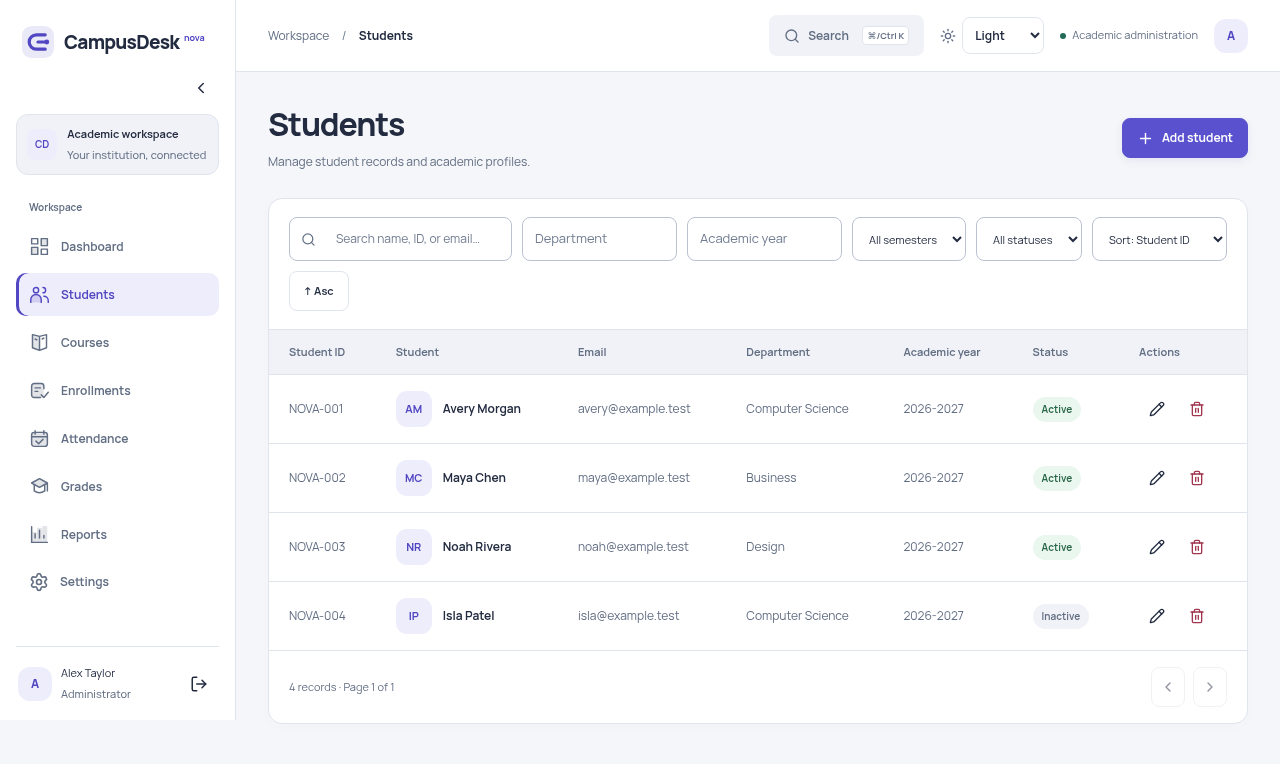 CampusDesk nova
CD
Academic workspace
Your institution, connected
Workspace
Dashboard
Students
Courses
Enrollments
Attendance
Grades
Reports
Settings
A
Alex Taylor
Administrator
Workspace / Students
Search ⌘/Ctrl K
Light
Academic administration
A
Students
Manage student records and academic profiles.
Add student
Search name, ID, or email...
Department
Academic year
All semesters
All statuses
Sort: Student ID
↑ Asc
Student ID Student Email Department Academic year Status Actions
NOVA-001 AM Avery Morgan avery@example.test Computer Science 2026-2027 Active
NOVA-002 MC Maya Chen maya@example.test Business 2026-2027 Active
NOVA-003 NR Noah Rivera noah@example.test Design 2026-2027 Active
NOVA-004 IP Isla Patel isla@example.test Computer Science 2026-2027 Inactive
4 records · Page 1 of 1